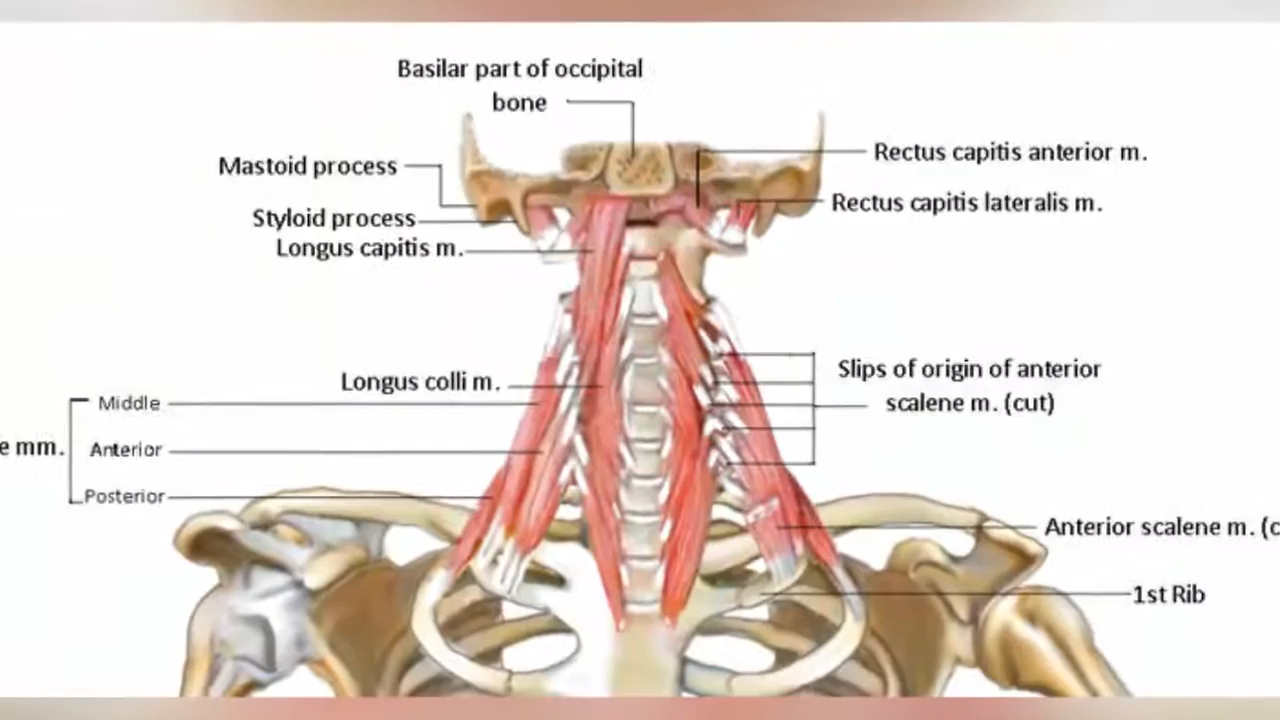 Basilar part of occipital
bone
Mastoid process
Rectus capitis anterior m.
Styloid process
Rectus capitis lateralis m.
Longus capitis m.
Longus colli m.
Slips of origin of anterior
scalene m. (cut)
Middle
e mm.
Anterior
Posterior
Anterior scalene m. (c
1st Rib